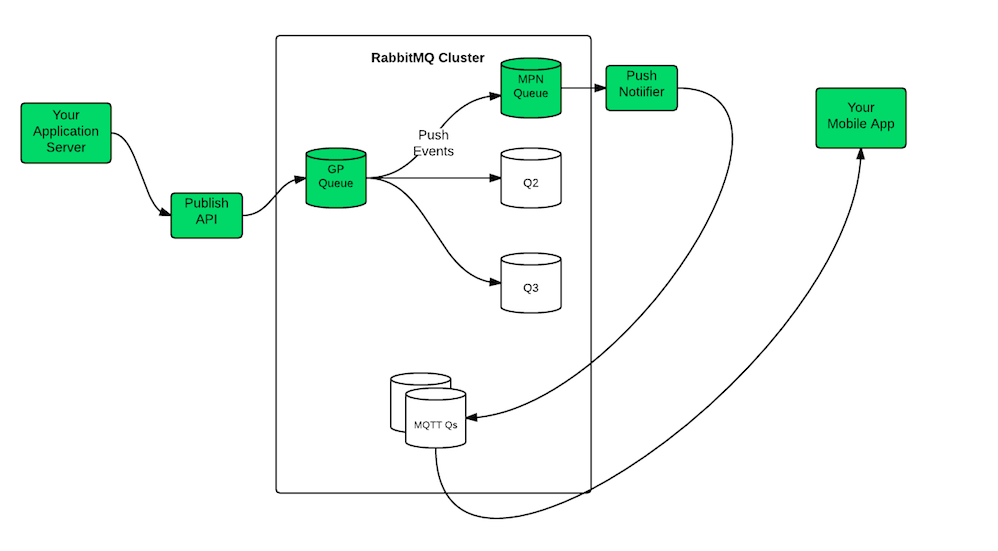 RabbitMQ Cluster
Your
Application
Server
Publish
API
GP
Queue
Push
Events
MPN
Queue
Q2
Q3
MQTT Qs
Push
Notiifier
Your
Mobile App